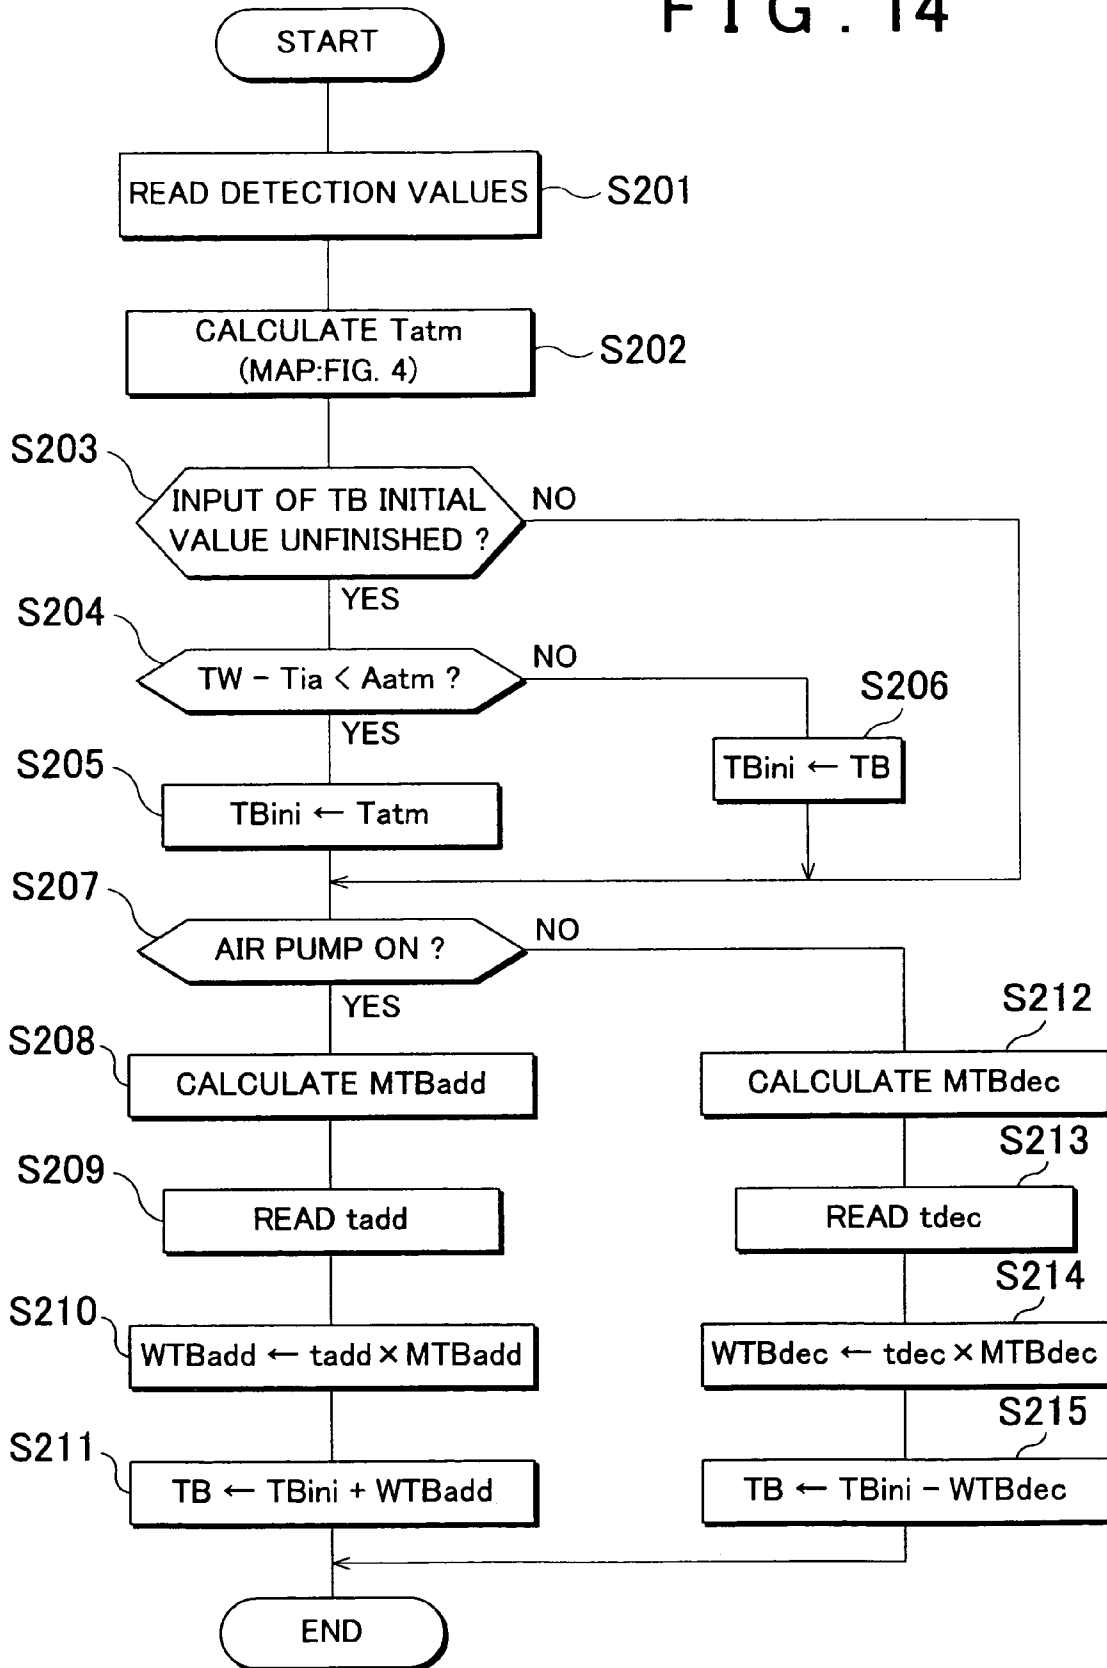 FIG. 14
START
READ DETECTION VALUES
S201
CALCULATE Tatm
(MAP:FIG. 4)
S202
S203
INPUT OF TB INITIAL
VALUE UNFINISHED ?
NO
YES
S204
TW - Tia < Aatm ?
NO
YES
S206
TBini ← TB
S205
TBini ← Tatm
S207
AIR PUMP ON ?
NO
YES
S208
CALCULATE MTBadd
S212
CALCULATE MTBdec
S209
READ tadd
S213
READ tdec
S210
WTBadd ← tadd × MTBadd
S214
WTBdec ← tdec × MTBdec
S211
TB ← TBini + WTBadd
S215
TB ← TBini - WTBdec
END